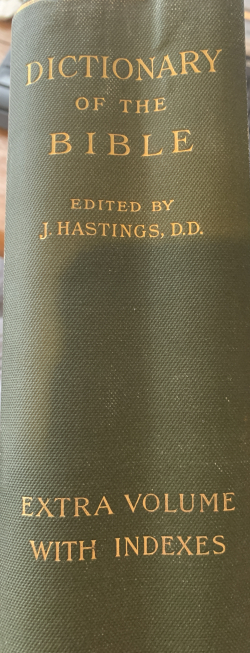 DICTIONARY
OF THE
BIBLE
EDITED BY
J. HASTINGS, D.D.
EXTRA VOLUME
WITH INDEXES